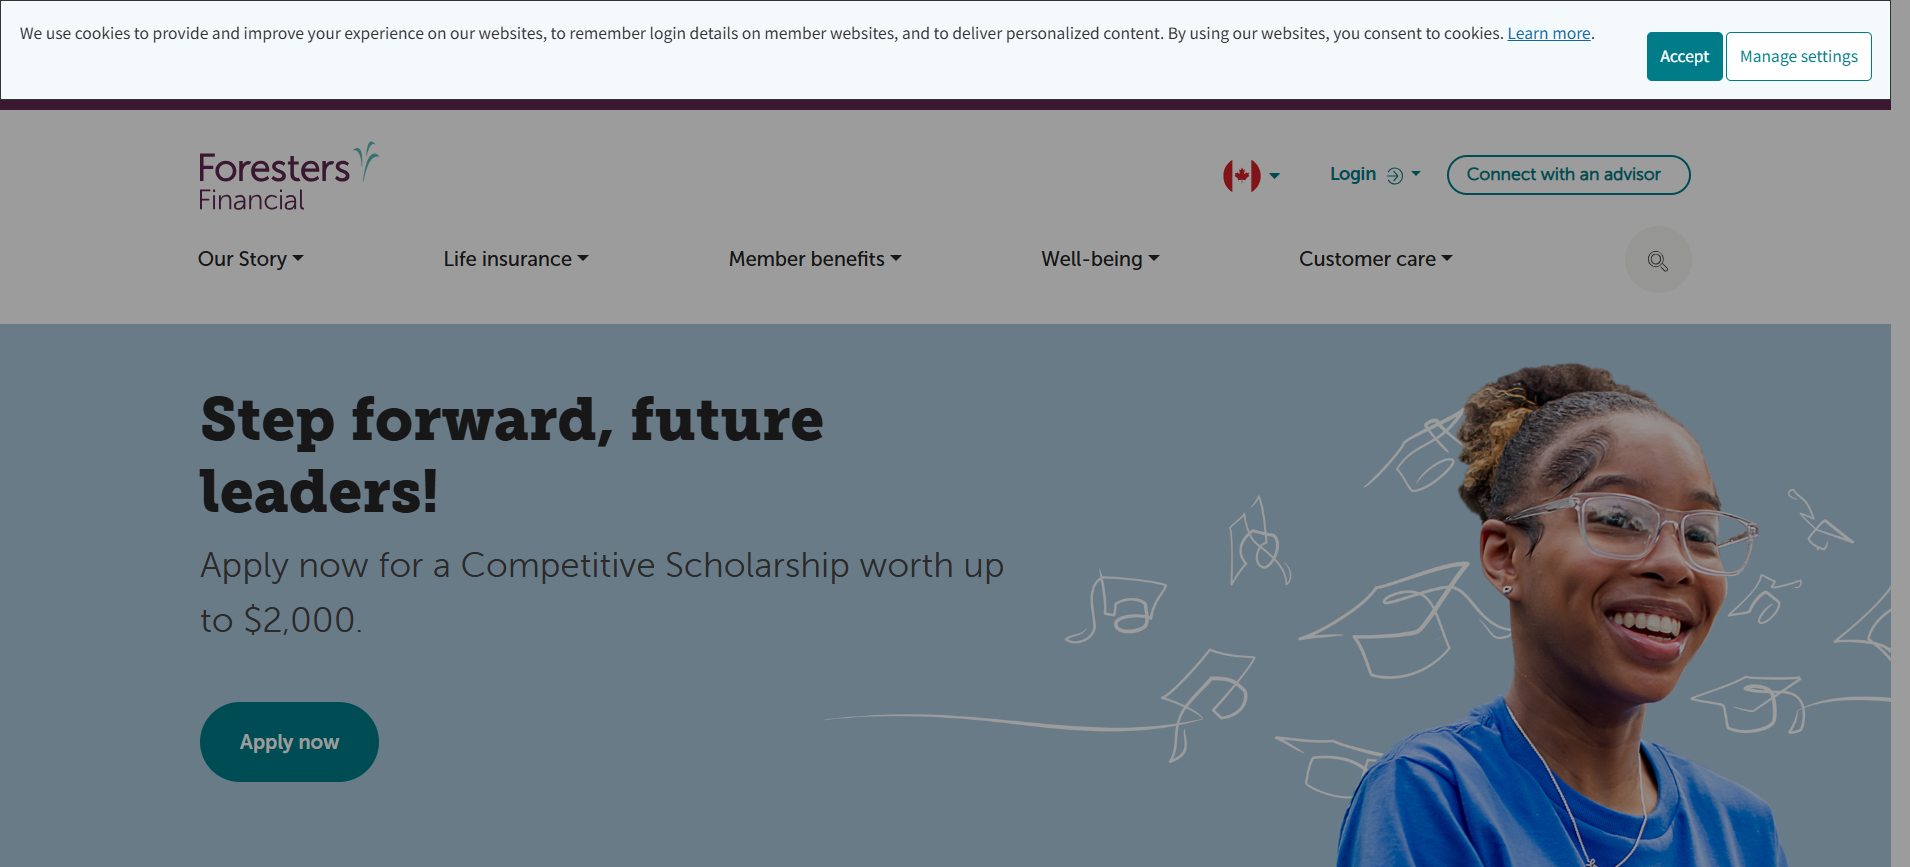 We use cookies to provide and improve your experience on our websites, to remember login details on member websites, and to deliver personalized content. By using our websites, you consent to cookies. Learn more.
Accept
Manage settings
Foresters
Financial
Login
Connect with an advisor
Our Story
Life insurance
Member benefits
Well-being
Customer care
Step forward, future
leaders!
Apply now for a Competitive Scholarship worth up
to $2,000.
Apply now